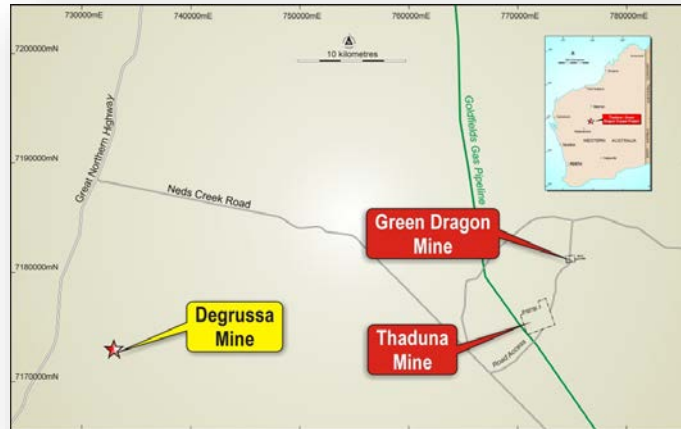 730000mE
740000mE
750000mE
760000mE
770000mE
780000mE
7200000mN
7190000mN
7180000mN
7170000mN
10 kilometres
Great Northern Highway
Neds Creek Road
Goldfields Gas Pipeline
Green Dragon
Mine
Degrussa
Mine
Thaduna
Mine
Road Access
WESTERN AUSTRALIA